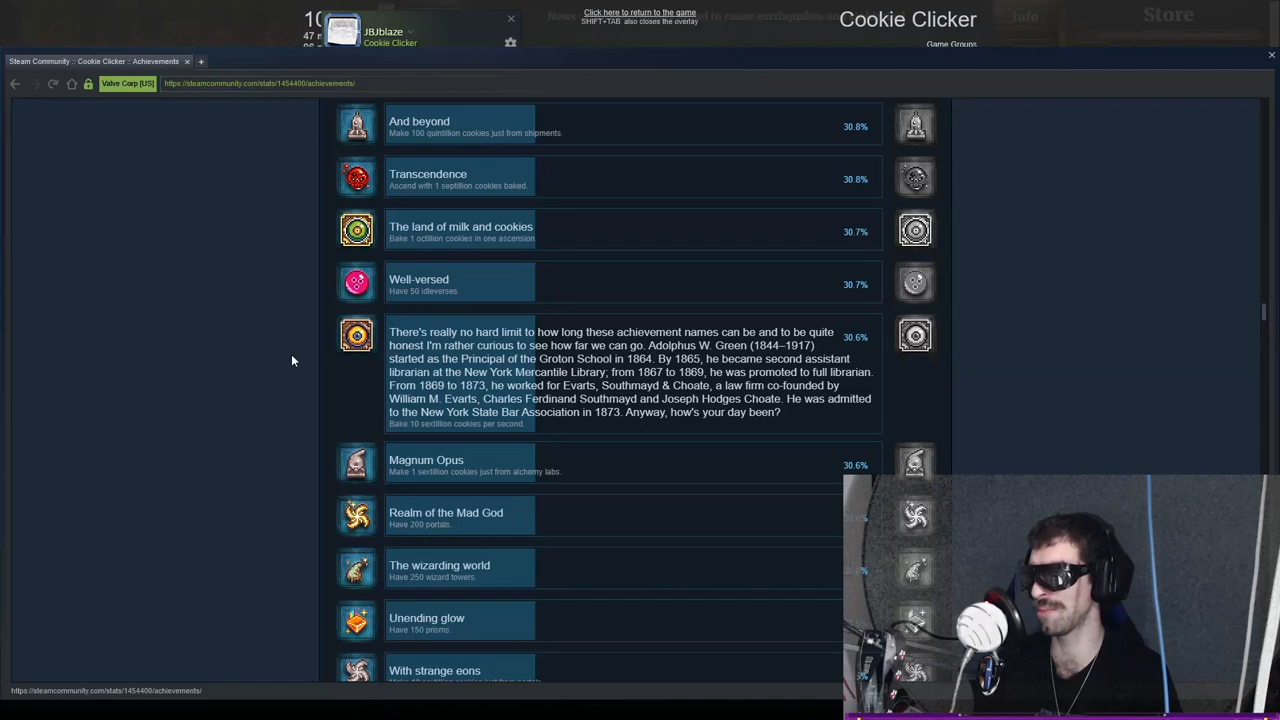 Click here to return to the game
SHIFT+TAB also closes the overlay
JBJblaze
Cookie Clicker
Cookie Clicker
Game Groups
News
Info
Store
Steam Community :: Cookie Clicker :: Achievements
Valve Corp [US]
https://steamcommunity.com/stats/1454400/achievements/
And beyond
Make 100 quintillion cookies just from shipments.
30.8%
Transcendence
Ascend with 1 septillion cookies baked.
30.8%
The land of milk and cookies
Bake 1 octillion cookies in one ascension.
30.7%
Well-versed
Have 50 idleverses.
30.7%
There's really no hard limit to how long these achievement names can be and to be quite
honest I'm rather curious to see how far we can go. Adolphus W. Green (1844–1917)
started as the Principal of the Groton School in 1864. By 1865, he became second assistant
librarian at the New York Mercantile Library; from 1867 to 1869, he was promoted to full librarian.
From 1869 to 1873, he worked for Evarts, Southmayd & Choate, a law firm co-founded by
William M. Evarts, Charles Ferdinand Southmayd and Joseph Hodges Choate. He was admitted
to the New York State Bar Association in 1873. Anyway, how's your day been?
Bake 10 sextillion cookies per second.
30.6%
Magnum Opus
Make 1 sextillion cookies just from alchemy labs.
30.6%
Realm of the Mad God
Have 200 portals.
The wizarding world
Have 250 wizard towers.
Unending glow
Have 150 prisms.
With strange eons
https://steamcommunity.com/stats/1454400/achievements/